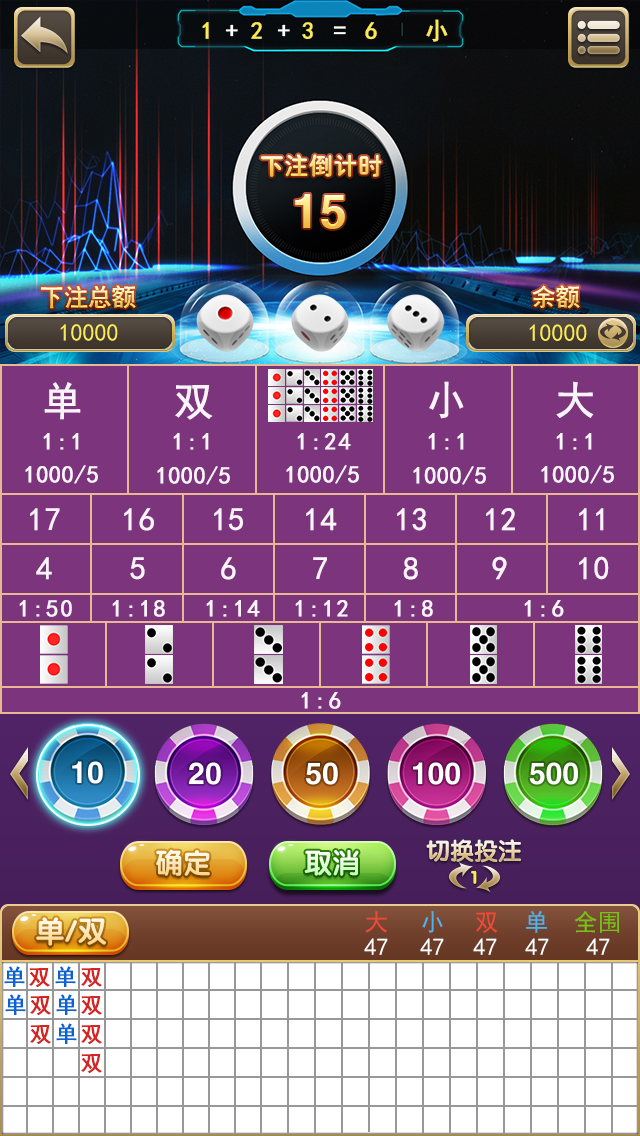 1 + 2 + 3 = 6 | 小
下注倒计时
15
下注总额 余额
10000 10000
单 双 小 大
1:1 1:1 1:24 1:1 1:1
1000/5 1000/5 1000/5 1000/5 1000/5
17 16 15 14 13 12 11
4 5 6 7 8 9 10
1:50 1:18 1:14 1:12 1:8 1:6
1:6
10 20 50 100 500
确定 取消 切换投注
1
单/双 大 小 双 单 全围
47 47 47 47 47
单 双 单 双
单 双 单 双
双 单 双
双